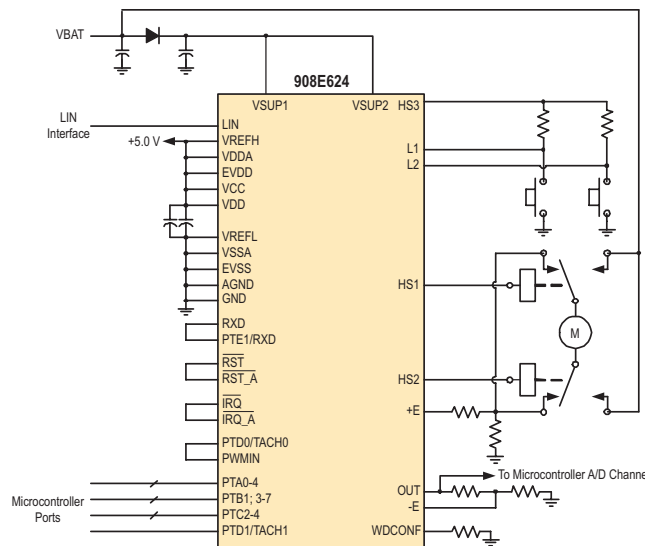 VBAT
908E624
VSUP1
VSUP2
HS3
LIN
Interface
LIN
+5.0 V
VREFH
VDDA
EVDD
VCC
VDD
VREFL
VSSA
EVSS
AGND
GND
L1
L2
HS1
M
HS2
+E
RXD
PTE1/RXD
RST
RST_A
IRQ
IRQ_A
PTD0/TACH0
PWMIN
Microcontroller
Ports
PTA0-4
PTB1; 3-7
PTC2-4
PTD1/TACH1
To Microcontroller A/D Channel
OUT
-E
WDCONF